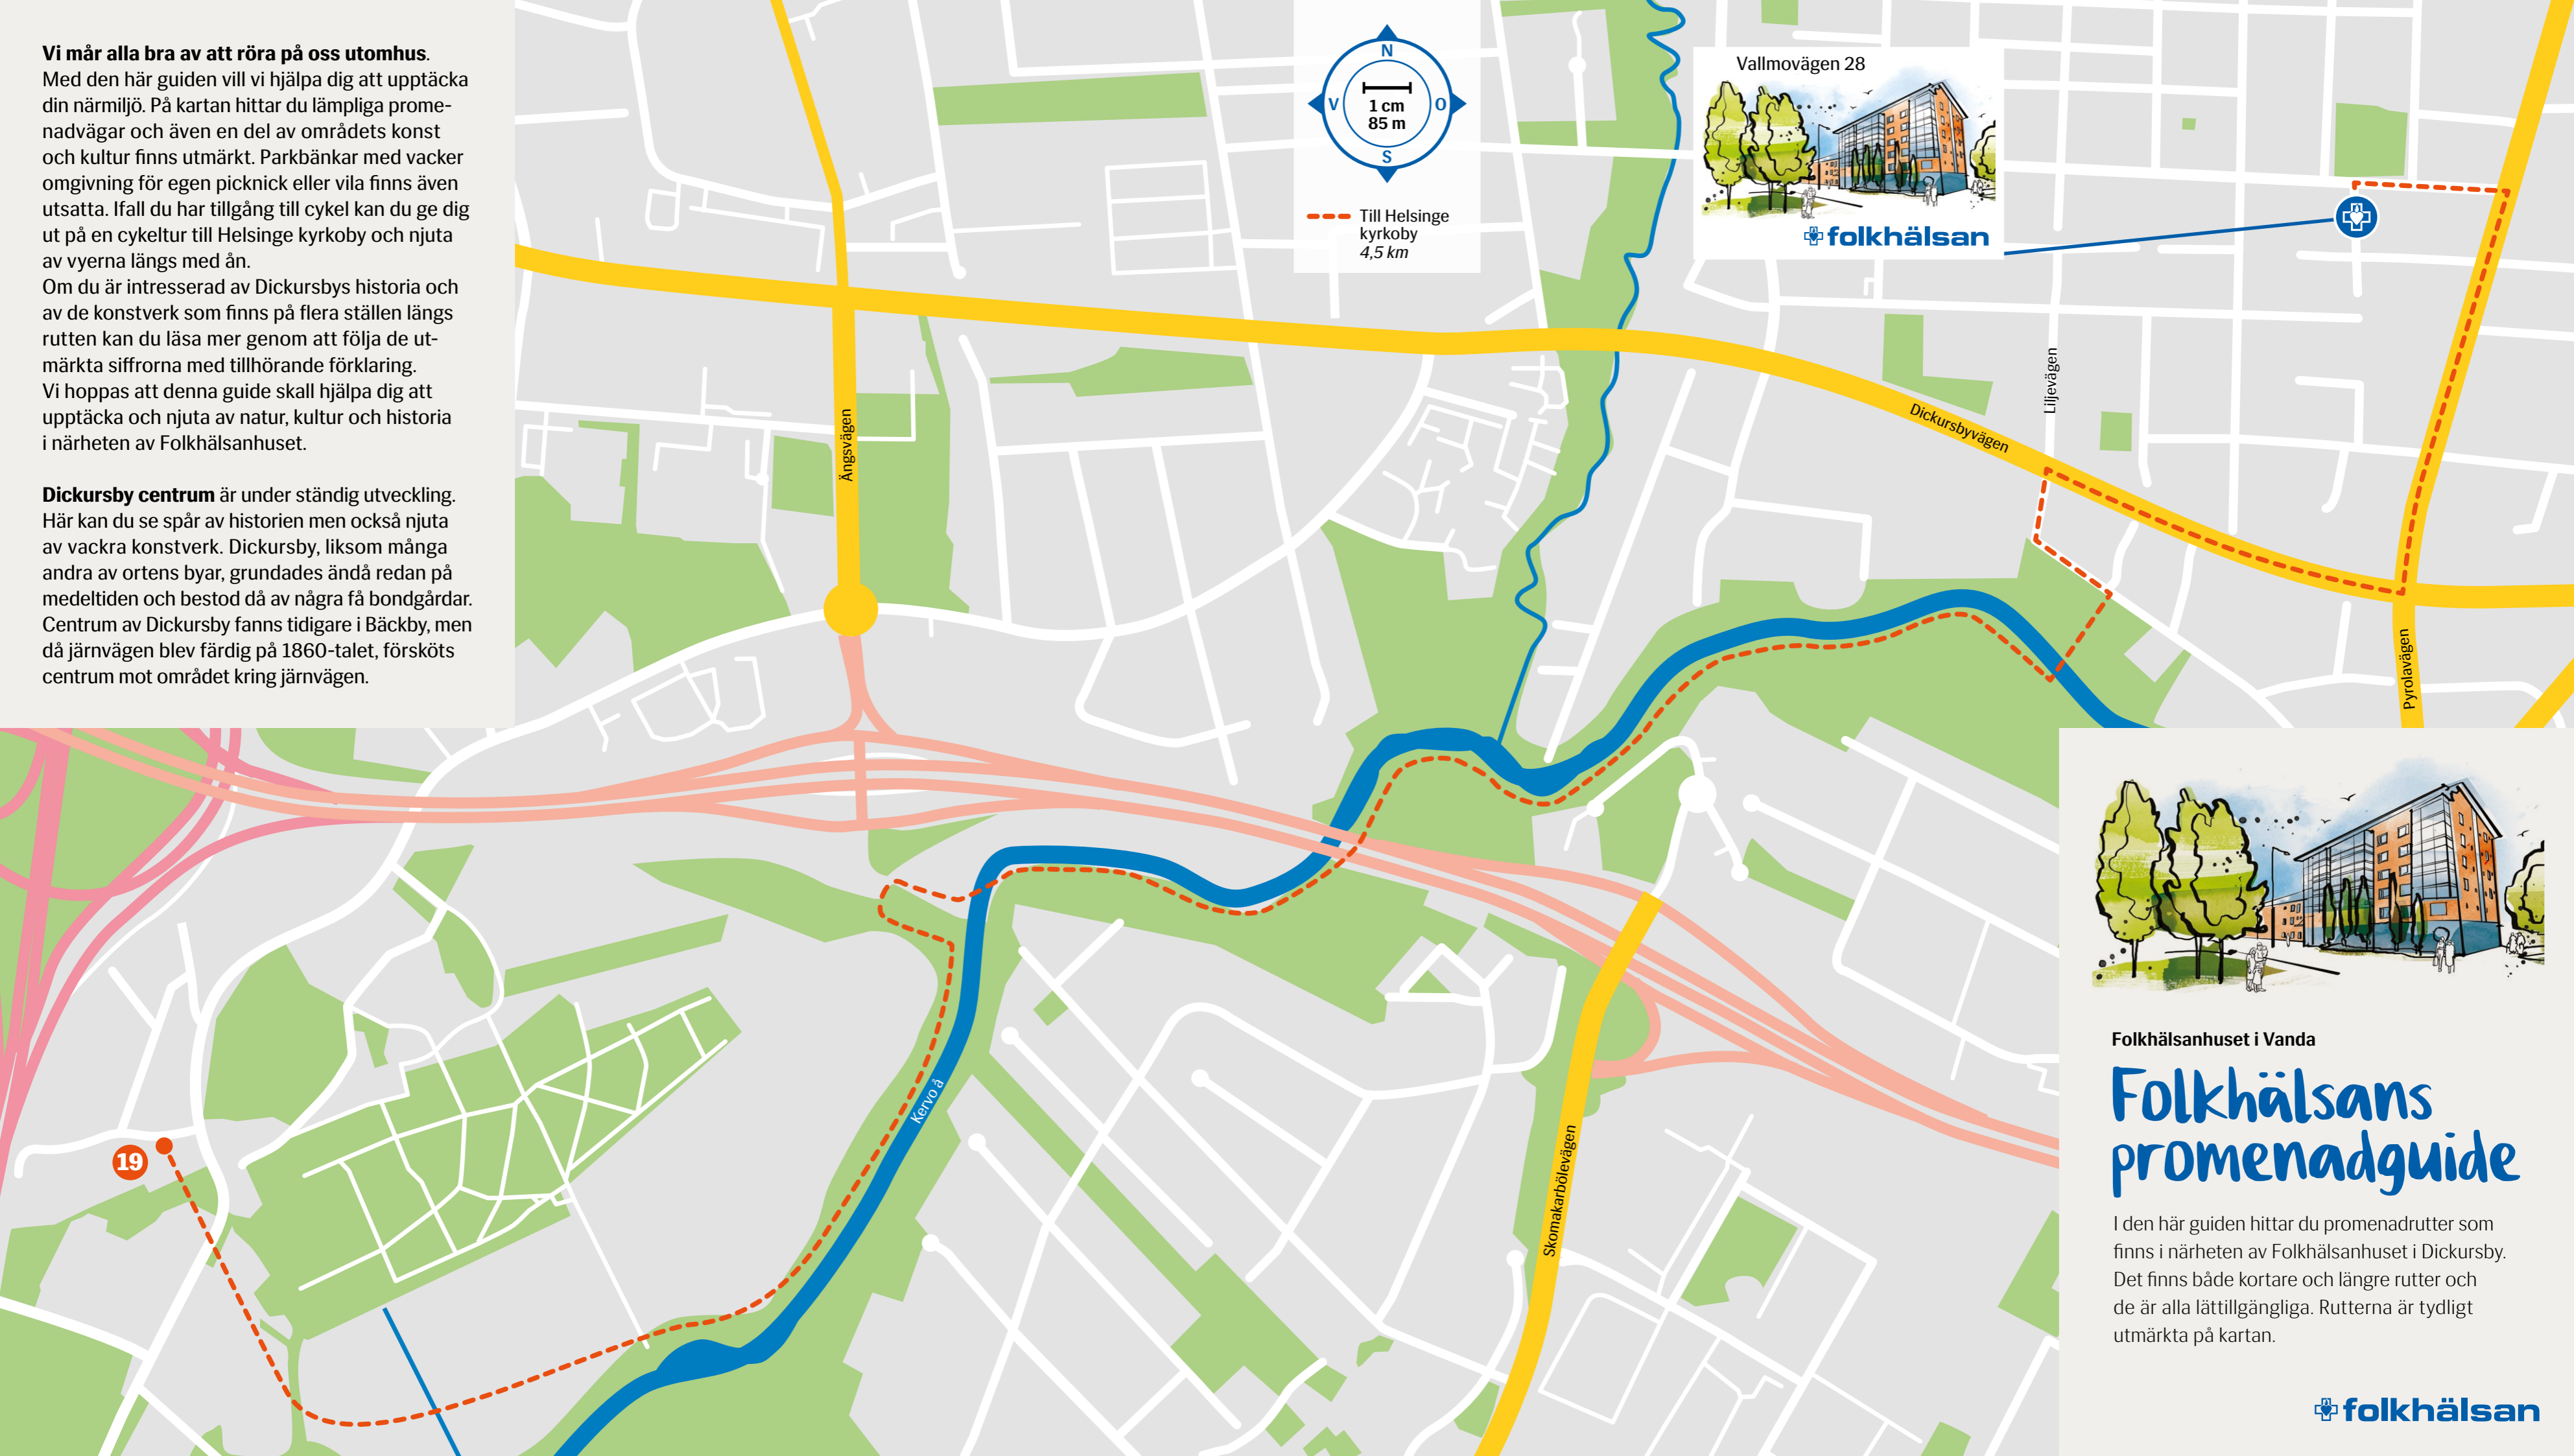 Vi mår alla bra av att röra på oss utomhus.
Med den här guiden vill vi hjälpa dig att upptäcka
din närmiljö. På kartan hittar du lämpliga prome-
nadvägar och även en del av områdets konst
och kultur finns utmärkt. Parkbänkar med vacker
omgivning för egen picknick eller vila finns även
utsatta. Ifall du har tillgång till cykel kan du ge dig
ut på en cykeltur till Helsinge kyrkoby och njuta
av vyerna längs med ån.
Om du är intresserad av Dickursbys historia och
av de konstverk som finns på flera ställen längs
rutten kan du läsa mer genom att följa de ut-
märkta siffrorna med tillhörande förklaring.
Vi hoppas att denna guide skall hjälpa dig att
upptäcka och njuta av natur, kultur och historia
i närheten av Folkhälsanhuset.
Dickursby centrum är under ständig utveckling.
Här kan du se spår av historien men också njuta
av vackra konstverk. Dickursby, liksom många
andra av ortens byar, grundades ändå redan på
medeltiden och bestod då av några få bondgårdar.
Centrum av Dickursby fanns tidigare i Bäckby, men
då järnvägen blev färdig på 1860-talet, försköts
centrum mot området kring järnvägen.
N
V
1 cm
85 m
O
S
Till Helsinge
kyrkoby
4,5 km
Vallmovägen 28
folkhälsan
Ängsvägen
Liljevägen
Dickursbyvägen
Pyrolavägen
Kervo å
Skomakarbölevägen
19
Folkhälsanhuset i Vanda
Folkhälsans
promenadguide
I den här guiden hittar du promenadrutter som
finns i närheten av Folkhälsanhuset i Dickursby.
Det finns både kortare och längre rutter och
de är alla lättillgängliga. Rutterna är tydligt
utmärkta på kartan.
folkhälsan